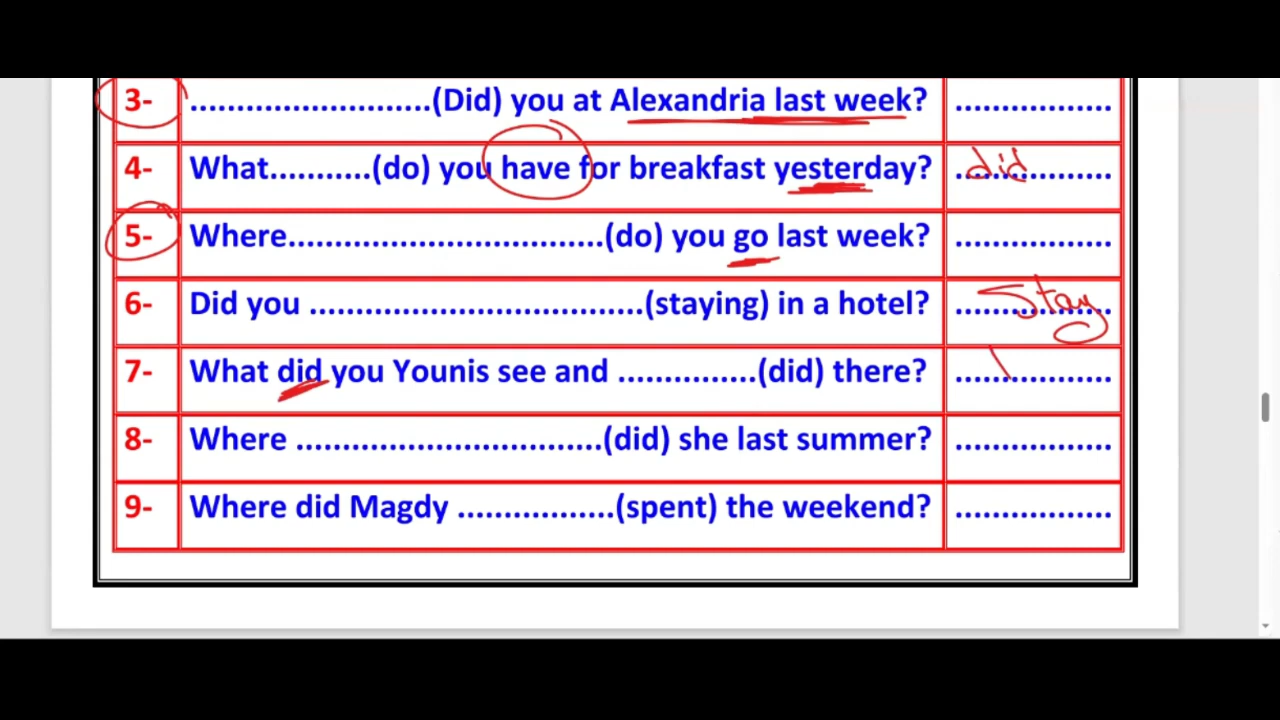 3- ..........................(Did) you at Alexandria last week? .................
4- What...........(do) you have for breakfast yesterday? did.................
5- Where..................................(do) you go last week? .................
6- Did you ....................................(staying) in a hotel? Stay.................
7- What did you Younis see and ...............(did) there? .................
8- Where .................................(did) she last summer? .................
9- Where did Magdy .................(spent) the weekend? .................